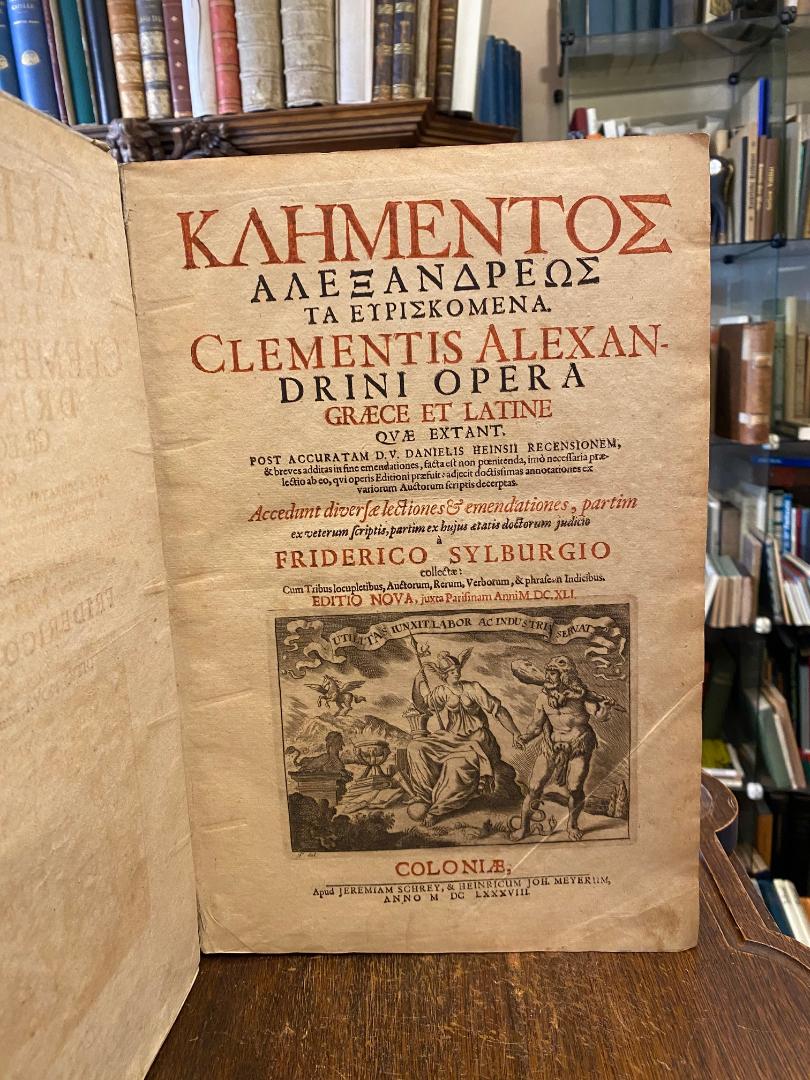 ΚΛΗΜΕΝΤΟΣ
ΑΛΕΞΑΝΔΡΕΩΣ
ΤΑ ΕΥΡΙΣΚΟΜΕΝΑ.
CLEMENTIS ALEXAN-
DRINI OPERA
GRÆCE ET LATINE
QVÆ EXTANT.
POST ACCURATAM D. V. DANIELIS HEINSII RECENSIONEM,
& breves additas in fine emendationes, facta est non pœnitenda, imò necessaria præ-
lectio ab eo, qui operis Editioni præfuit: adjecit doctissimas annotationes ex
variorum Auctorum scriptis decerptas.
Accedunt diversæ lectiones & emendationes, partim
ex veterum scriptis, partim ex hujus ætatis doctorum judicio
à
FRIDERICO SYLBURGIO
collectæ:
Cum Tribus locupletibus, Auctorum, Rerum, Verborum, & phraseωn Indicibus.
EDITIO NOVA, juxta Parisinam Anni M. DC. XLI.
UTILITAS IUNXIT LABOR AC INDUSTRIA SERVAT
COLONIÆ,
Apud JEREMIAM SCHREY, & HEINRICUM JOH. MEYERUM,
ANNO M DC LXXXVIII.